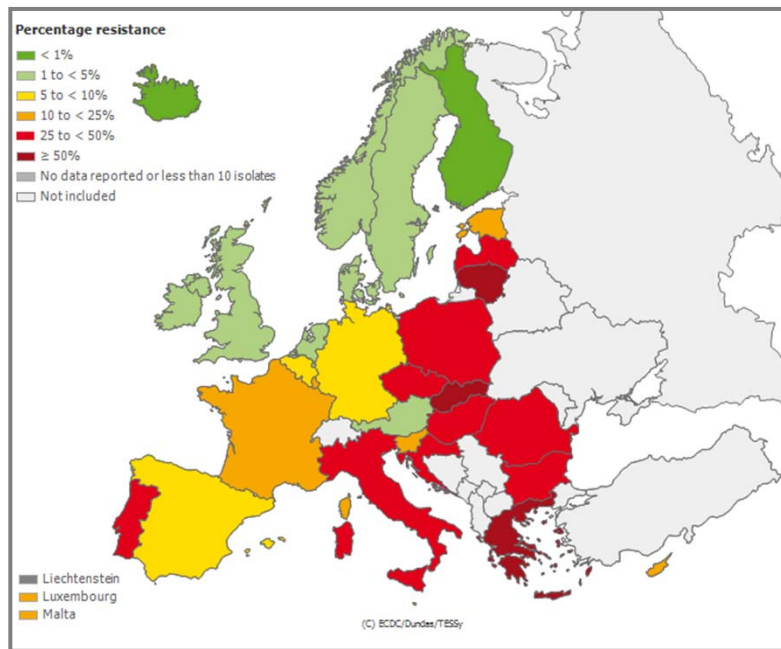 Percentage resistance
< 1%
1 to < 5%
5 to < 10%
10 to < 25%
25 to < 50%
≥ 50%
No data reported or less than 10 isolates
Not included
Liechtenstein
Luxembourg
Malta
(C) ECDC/Dundas/TESSy